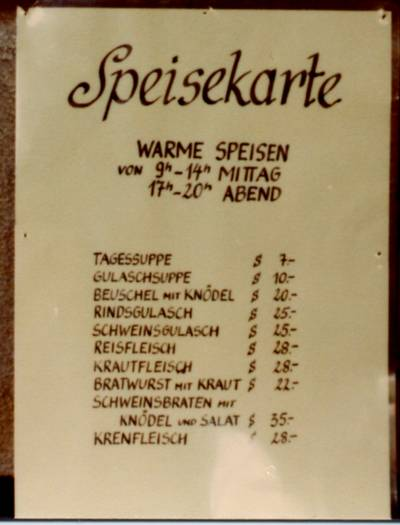 Speisekarte
WARME SPEISEN
VON 9h-14h MITTAG
17h-20h ABEND
TAGESSUPPE $ 7.-
GULASCHSUPPE $ 10.-
BEUSCHEL MIT KNÖDEL $ 20.-
RINDSGULASCH $ 25.-
SCHWEINSGULASCH $ 25.-
REISFLEISCH $ 28.-
KRAUTFLEISCH $ 28.-
BRATWURST MIT KRAUT $ 22.-
SCHWEINSBRATEN MIT
KNÖDEL UND SALAT $ 35.-
KRENFLEISCH $ 28.-